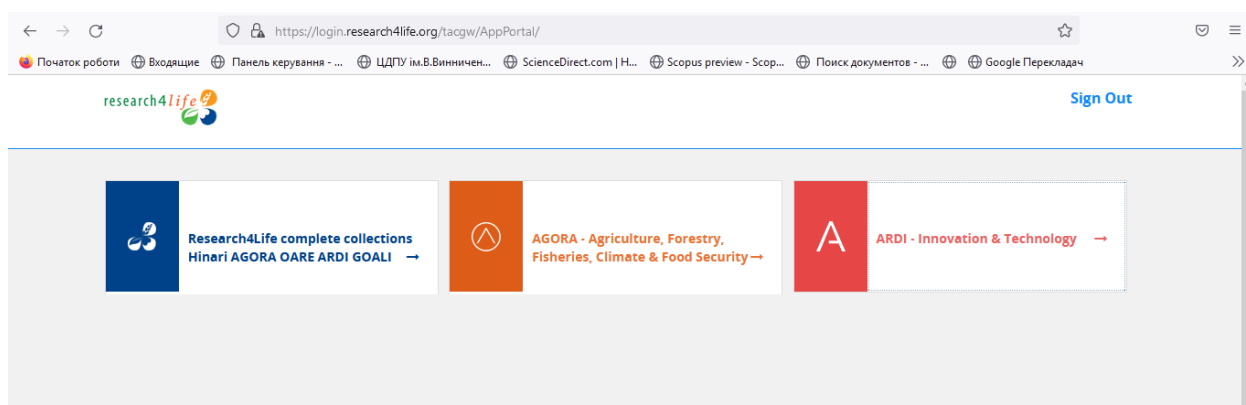 https://login.research4life.org/tacgw/AppPortal/
Початок роботи Входящие Панель керування - ... ЦДПУ ім.В.Винничен... ScienceDirect.com | H... Scopus preview - Scop... Поиск документов - ... Google Перекладач
research4life
Sign Out
Research4Life complete collections
Hinari AGORA OARE ARDI GOALI →
AGORA - Agriculture, Forestry,
Fisheries, Climate & Food Security →
ARDI - Innovation & Technology →